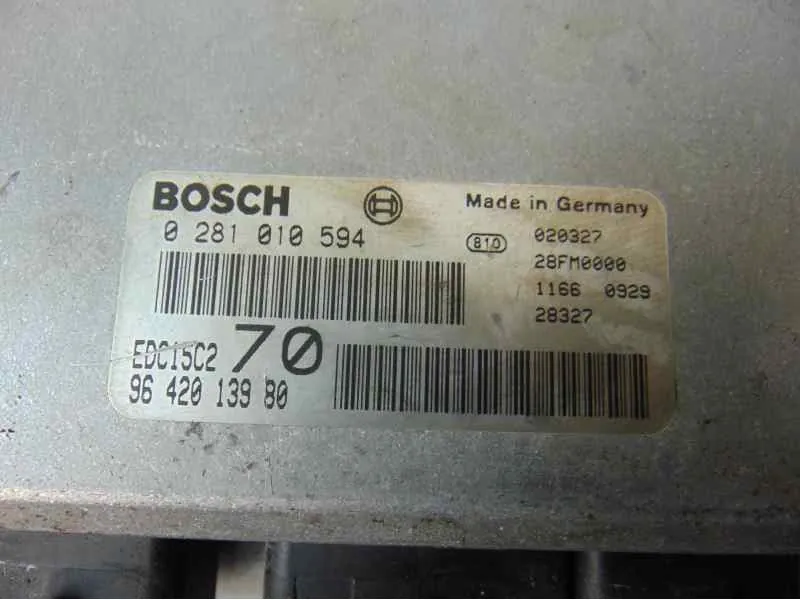 BOSCH
Made in Germany
0 281 010 594
810
020327
28FM0000
1166 0929
28327
EDC15C2
70
96 420 139 80